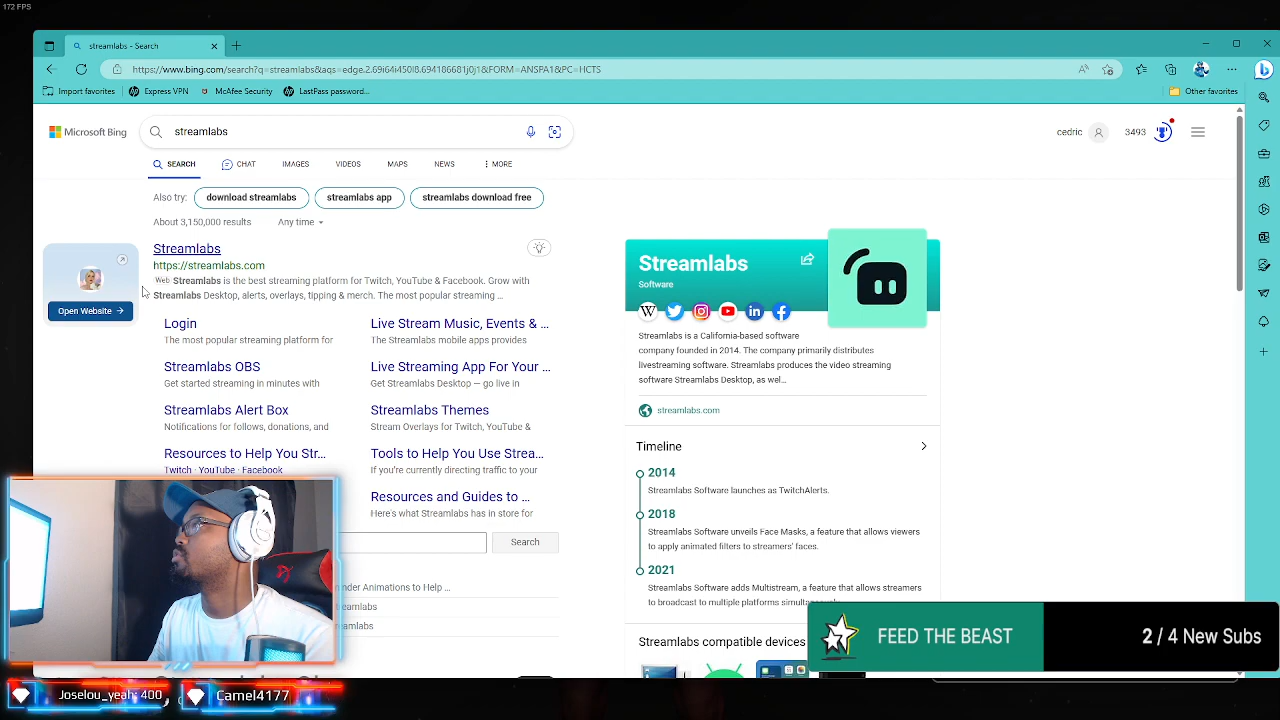 172 FPS
streamlabs - Search
https://www.bing.com/search?q=streamlabs&aqs=edge.2.69i64i450l8.694186681j0j1&FORM=ANSPA1&PC=HCTS
Import favorites
Express VPN
McAfee Security
LastPass password...
Other favorites
Microsoft Bing
streamlabs
cedric
3493
SEARCH
CHAT
IMAGES
VIDEOS
MAPS
NEWS
MORE
Also try:
download streamlabs
streamlabs app
streamlabs download free
About 3,150,000 results
Any time
Open Website
Streamlabs
https://streamlabs.com
Web Streamlabs is the best streaming platform for Twitch, YouTube & Facebook. Grow with
Streamlabs Desktop, alerts, overlays, tipping & merch. The most popular streaming ...
Login
The most popular streaming platform for
Streamlabs OBS
Get started streaming in minutes with
Streamlabs Alert Box
Notifications for follows, donations, and
Resources to Help You Str...
Twitch · YouTube · Facebook
Live Stream Music, Events & ...
The Streamlabs mobile apps provides
Live Streaming App For Your ...
Get Streamlabs Desktop — go live in
Streamlabs Themes
Stream Overlays for Twitch, YouTube &
Tools to Help You Use Strea...
If you're currently directing traffic to your
Resources and Guides to ...
Here's what Streamlabs has in store for
Search
nder Animations to Help ...
eamlabs
eamlabs
Streamlabs
Software
Streamlabs is a California-based software
company founded in 2014. The company primarily distributes
livestreaming software. Streamlabs produces the video streaming
software Streamlabs Desktop, as wel...
streamlabs.com
Timeline
2014
Streamlabs Software launches as TwitchAlerts.
2018
Streamlabs Software unveils Face Masks, a feature that allows viewers
to apply animated filters to streamers' faces.
2021
Streamlabs Software adds Multistream, a feature that allows streamers
to broadcast to multiple platforms
Streamlabs compatible devices
FEED THE BEAST
2 / 4 New Subs
Joselou_yeah: 400,
Camel4177: